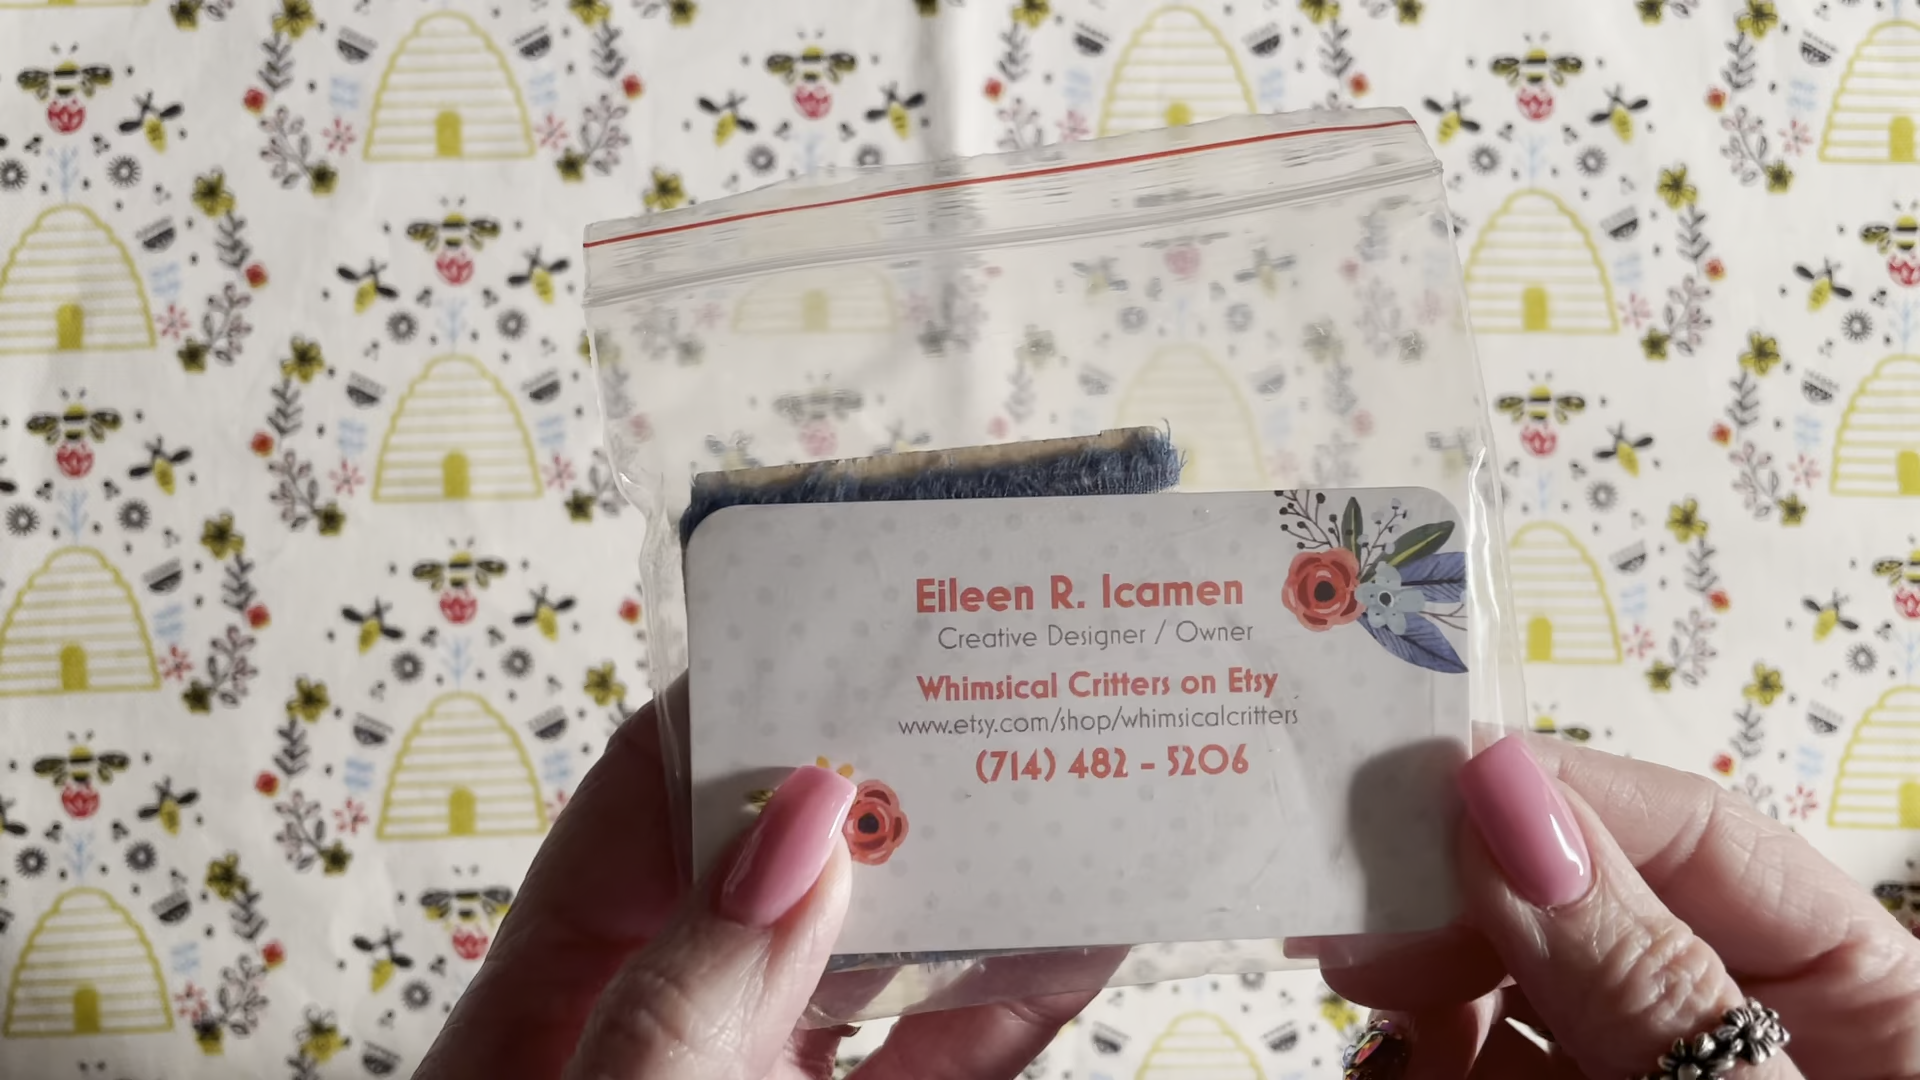 Eileen R. Icamen
Creative Designer / Owner
Whimsical Critters on Etsy
www.etsy.com/shop/whimsicalcritters
(714) 482 - 5206